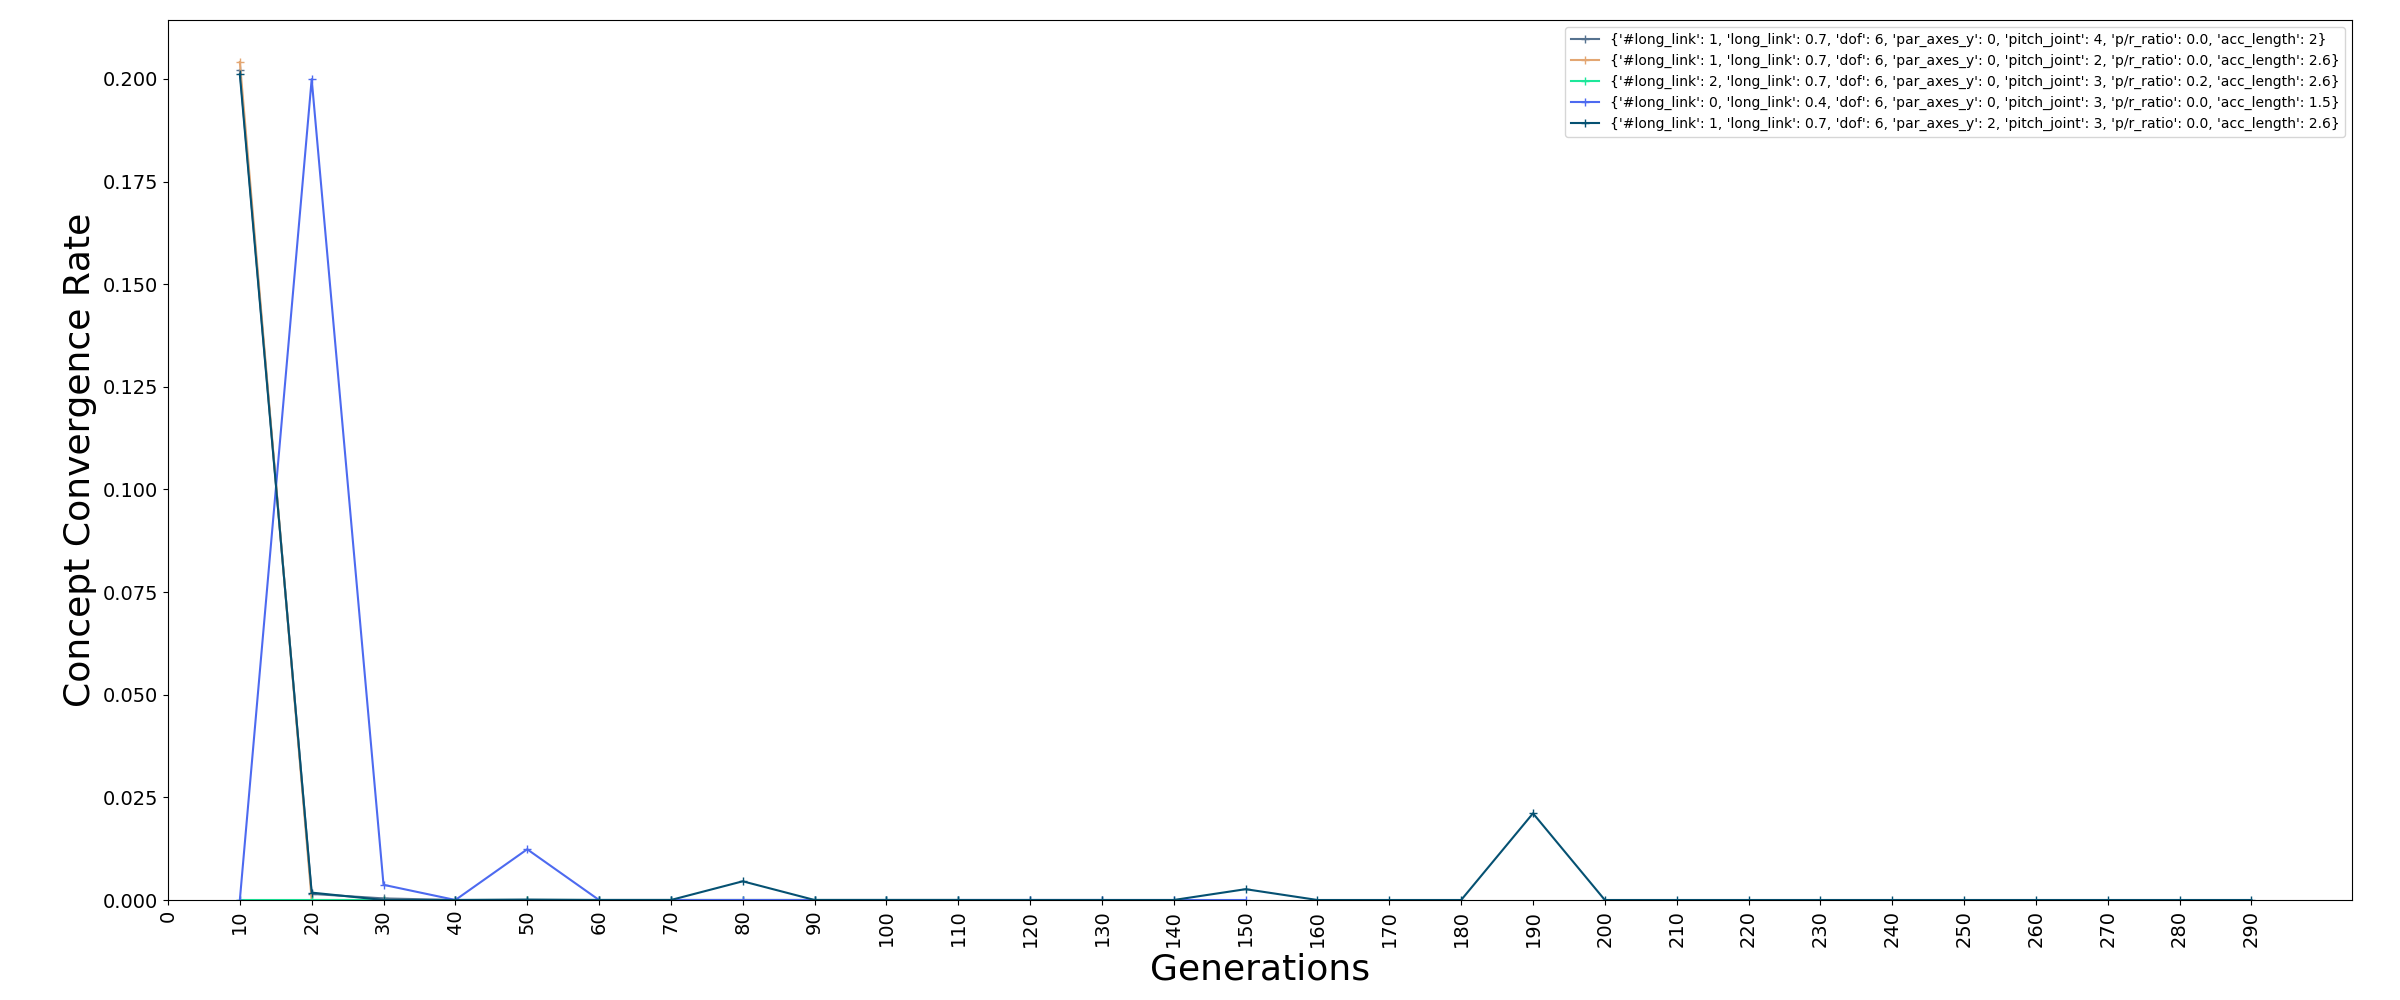 {'#long_link': 1, 'long_link': 0.7, 'dof': 6, 'par_axes_y': 0, 'pitch_joint': 4, 'p/r_ratio': 0.0, 'acc_length': 2}
{'#long_link': 1, 'long_link': 0.7, 'dof': 6, 'par_axes_y': 0, 'pitch_joint': 2, 'p/r_ratio': 0.0, 'acc_length': 2.6}
{'#long_link': 2, 'long_link': 0.7, 'dof': 6, 'par_axes_y': 0, 'pitch_joint': 3, 'p/r_ratio': 0.2, 'acc_length': 2.6}
{'#long_link': 0, 'long_link': 0.4, 'dof': 6, 'par_axes_y': 0, 'pitch_joint': 3, 'p/r_ratio': 0.0, 'acc_length': 1.5}
{'#long_link': 1, 'long_link': 0.7, 'dof': 6, 'par_axes_y': 2, 'pitch_joint': 3, 'p/r_ratio': 0.0, 'acc_length': 2.6}
Concept Convergence Rate
0.200
0.175
0.150
0.125
0.100
0.075
0.050
0.025
0.000
0 10 20 30 40 50 60 70 80 90 100 110 120 130 140 150 160 170 180 190 200 210 220 230 240 250 260 270 280 290
Generations